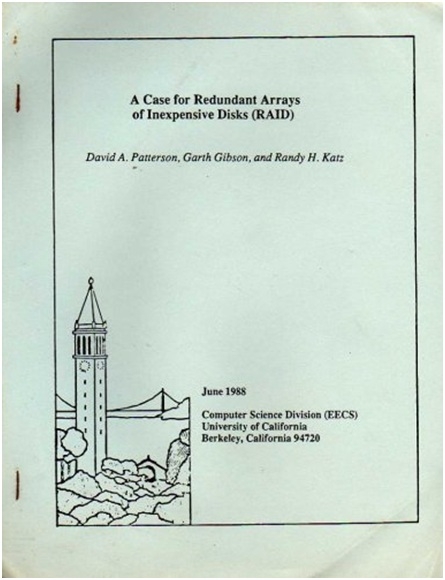 A Case for Redundant Arrays
of Inexpensive Disks (RAID)
David A. Patterson, Garth Gibson, and Randy H. Katz
June 1988
Computer Science Division (EECS)
University of California
Berkeley, California 94720